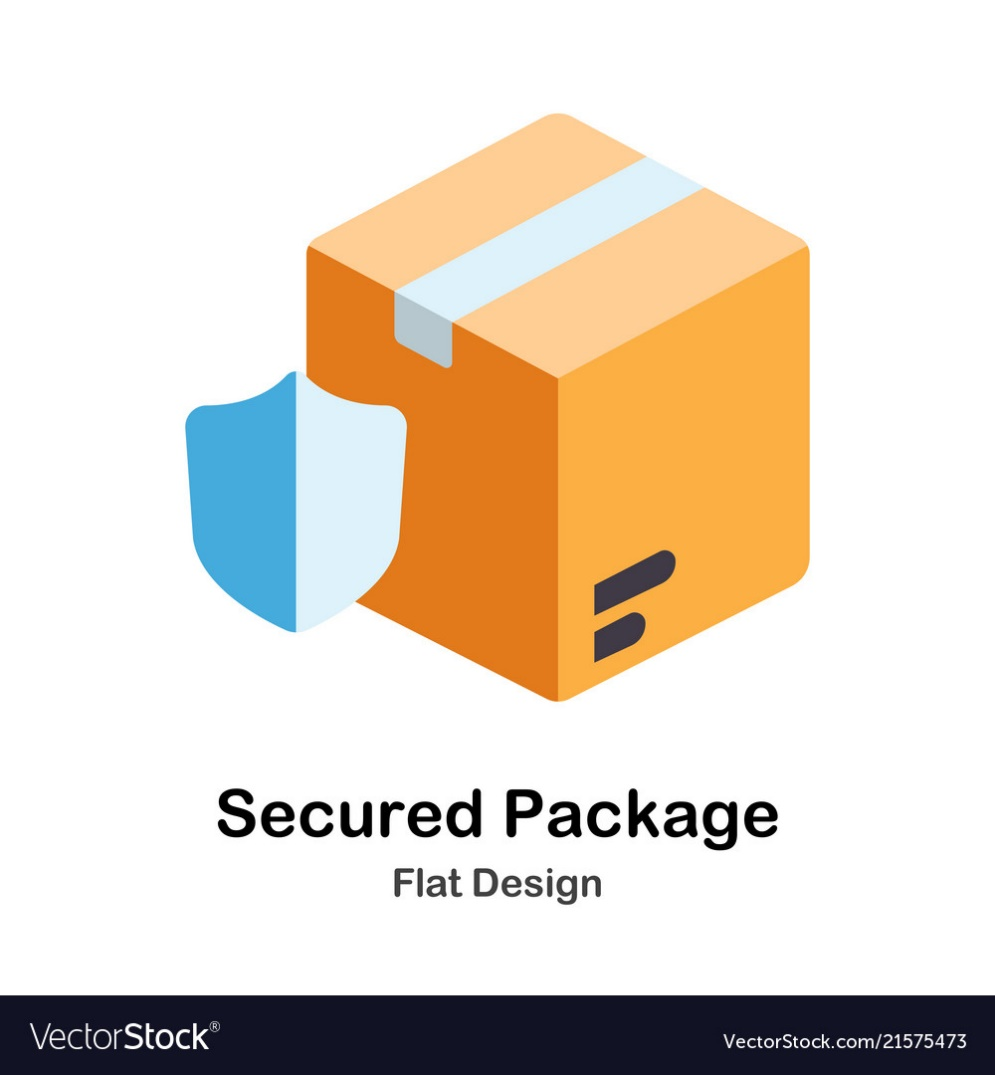 Secured Package
Flat Design
VectorStock®
VectorStock.com/21575473